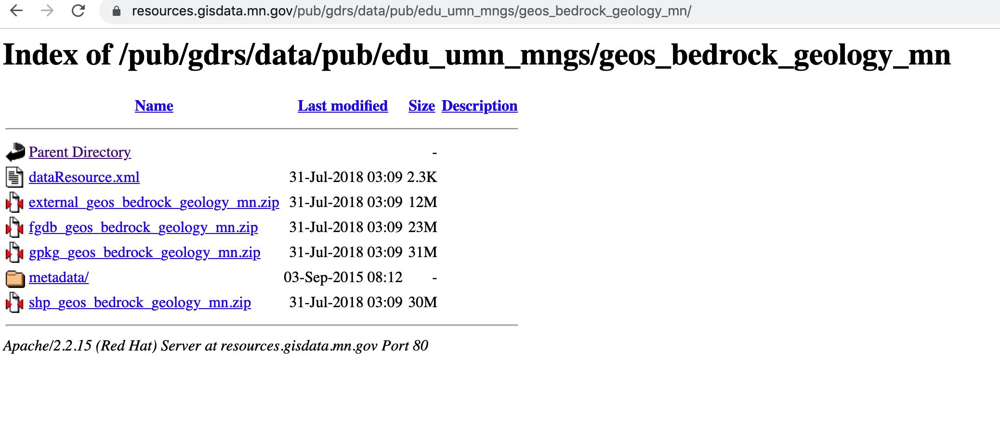 resources.gisdata.mn.gov/pub/gdrs/data/pub/edu_umn_mngs/geos_bedrock_geology_mn/
Index of /pub/gdrs/data/pub/edu_umn_mngs/geos_bedrock_geology_mn
Name Last modified Size Description
Parent Directory -
dataResource.xml 31-Jul-2018 03:09 2.3K
external_geos_bedrock_geology_mn.zip 31-Jul-2018 03:09 12M
fgdb_geos_bedrock_geology_mn.zip 31-Jul-2018 03:09 23M
gpkg_geos_bedrock_geology_mn.zip 31-Jul-2018 03:09 31M
metadata/ 03-Sep-2015 08:12 -
shp_geos_bedrock_geology_mn.zip 31-Jul-2018 03:09 30M
Apache/2.2.15 (Red Hat) Server at resources.gisdata.mn.gov Port 80